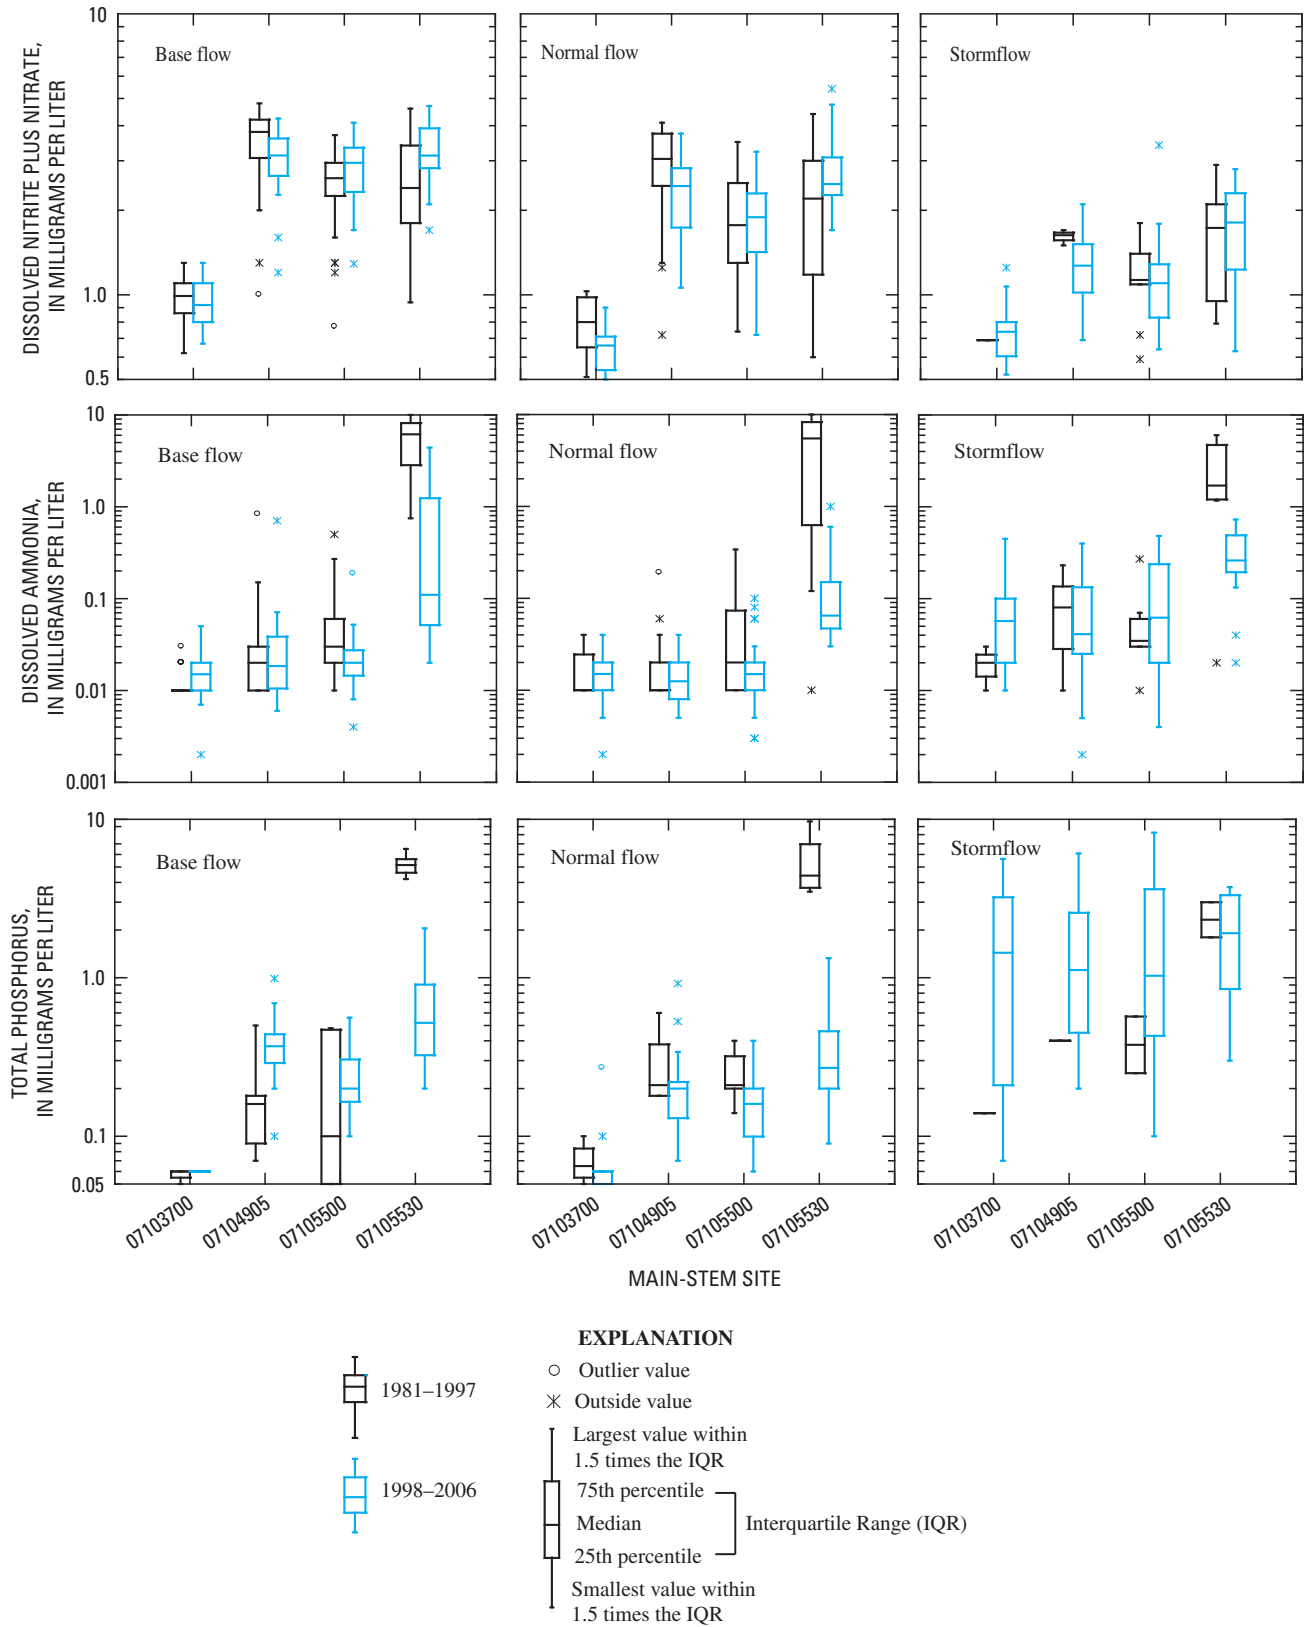 DISSOLVED NITRITE PLUS NITRATE,
IN MILLIGRAMS PER LITER
10
1.0
0.5
Base flow
Normal flow
Stormflow
DISSOLVED AMMONIA,
IN MILLIGRAMS PER LITER
10
1.0
0.1
0.01
0.001
Base flow
Normal flow
Stormflow
TOTAL PHOSPHORUS,
IN MILLIGRAMS PER LITER
10
1.0
0.1
0.05
Base flow
Normal flow
Stormflow
07103700
07104905
07105500
07105530
07103700
07104905
07105500
07105530
07103700
07104905
07105500
07105530
MAIN-STEM SITE
EXPLANATION
1981–1997
1998–2006
Outlier value
Outside value
Largest value within
1.5 times the IQR
75th percentile
Median
25th percentile
Interquartile Range (IQR)
Smallest value within
1.5 times the IQR